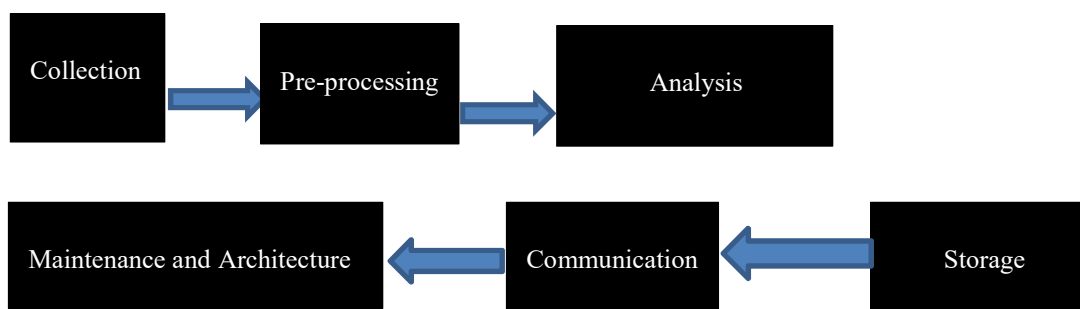 Collection
Pre-processing
Analysis
Maintenance and Architecture
Communication
Storage